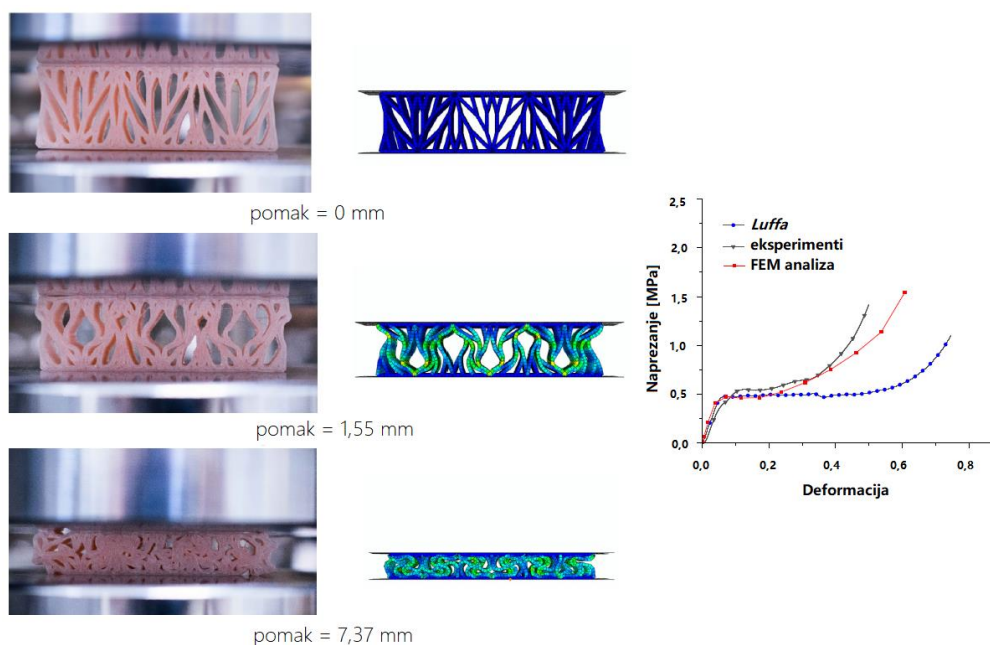 pomak = 0 mm
pomak = 1,55 mm
pomak = 7,37 mm
Naprezanje [MPa]
2,5
2,0
1,5
1,0
0,5
0,0
Luffa
eksperimenti
FEM analiza
0,0 0,2 0,4 0,6 0,8
Deformacija